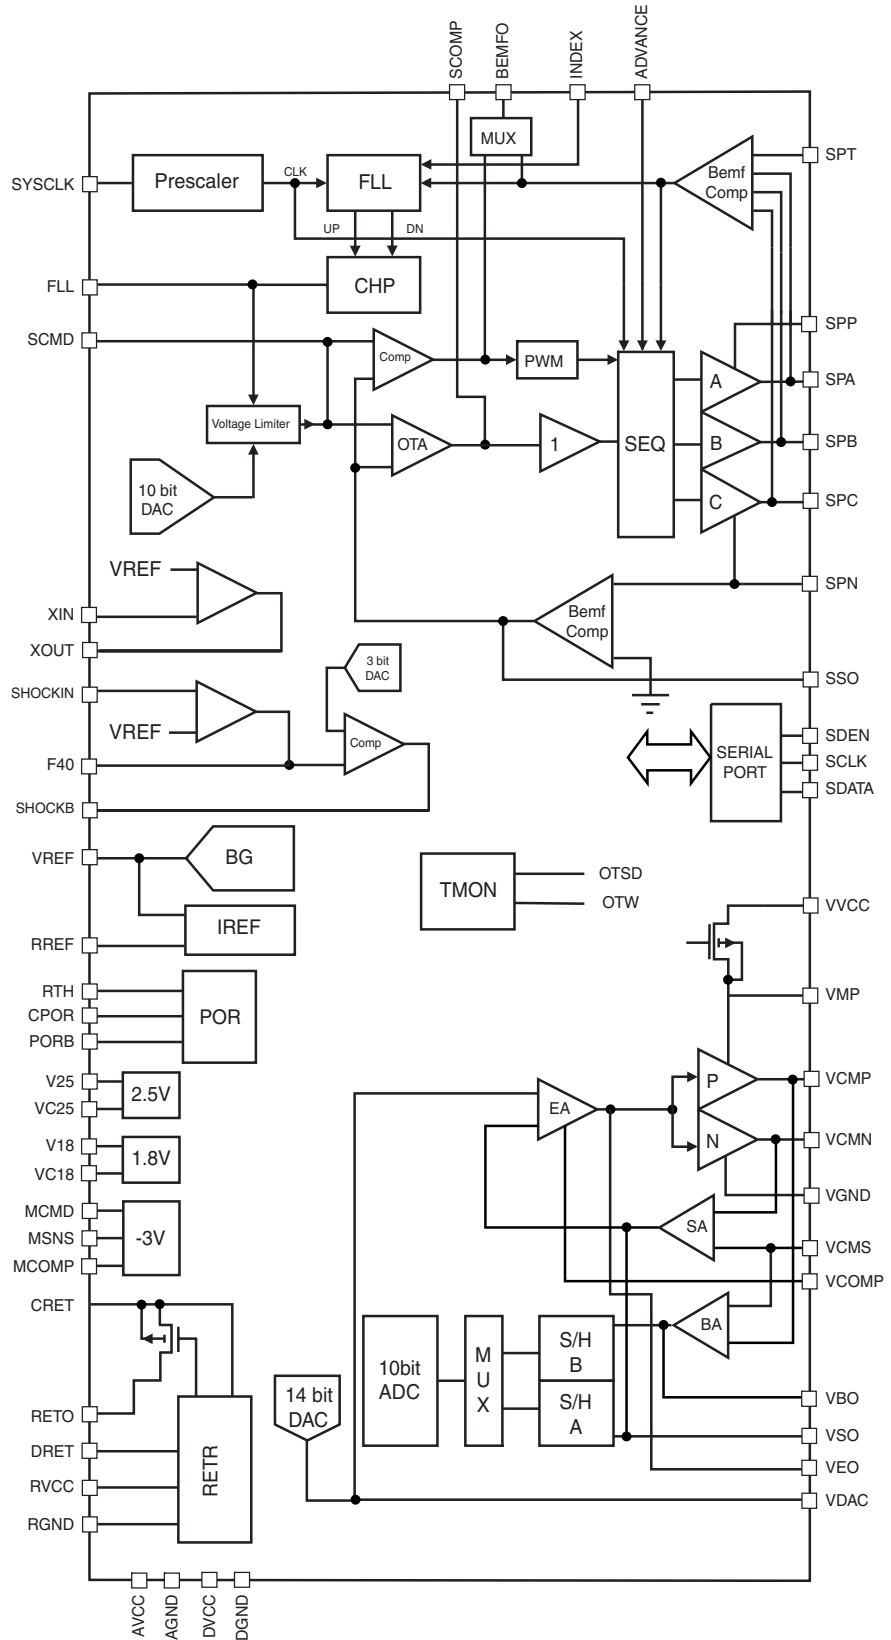 SCOMP
BEMFO
INDEX
ADVANCE
MUX
SYSCLK
Prescaler
CLK
FLL
Bemf
Comp
SPT
UP
DN
FLL
CHP
SCMD
Comp
PWM
SPP
A
SPA
Voltage Limiter
OTA
1
SEQ
B
SPB
10 bit
DAC
C
SPC
VREF
XIN
Bemf
Comp
SPN
XOUT
3 bit
DAC
SSO
SHOCKIN
VREF
Comp
F40
SHOCKB
SERIAL
PORT
SDEN
SCLK
SDATA
VREF
BG
TMON
OTSD
OTW
IREF
RREF
VVCC
RTH
CPOR
PORB
POR
VMP
V25
VC25
2.5V
EA
P
VCMP
N
VCMN
V18
VC18
1.8V
VGND
MCMD
MSNS
MCOMP
-3V
SA
VCMS
VCOMP
CRET
BA
10bit
ADC
M
U
X
S/H
B
S/H
A
14 bit
DAC
VBO
RETO
VSO
DRET
VEO
RVCC
RETR
VDAC
RGND
AVCC
AGND
DVCC
DGND